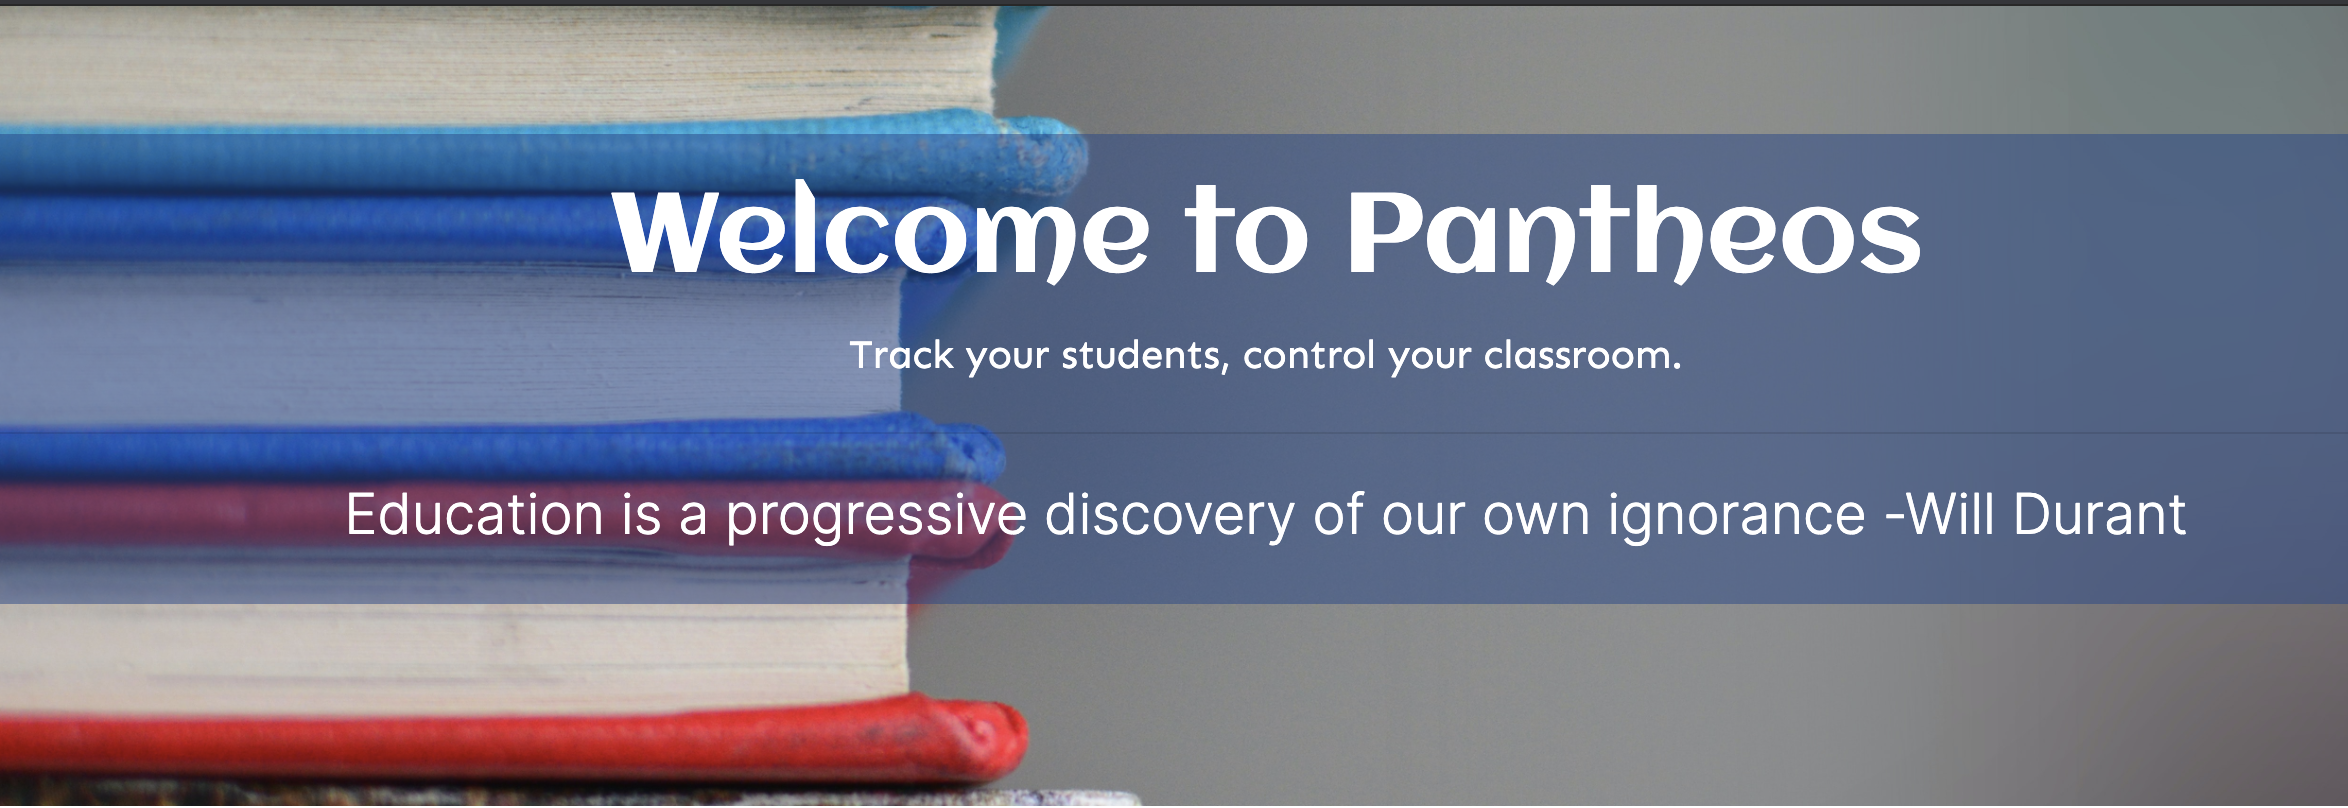 Welcome to Pantheos
Track your students, control your classroom.
Education is a progressive discovery of our own ignorance -Will Durant